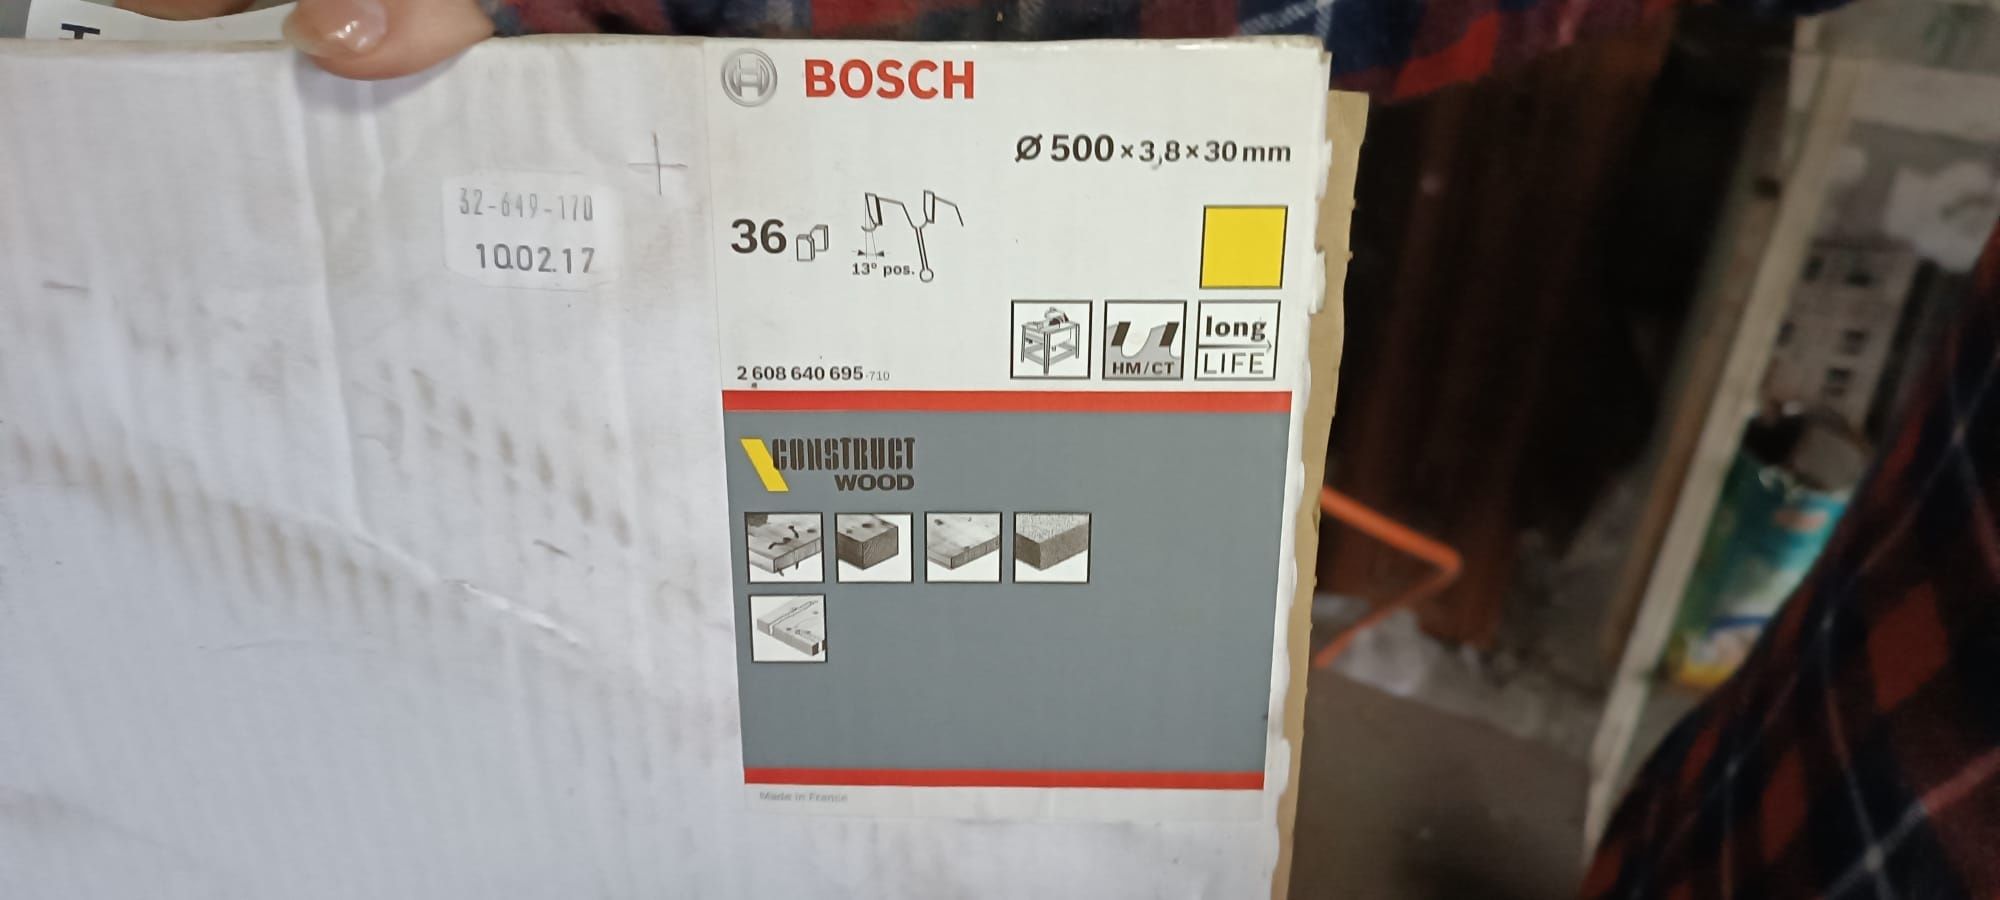 BOSCH
Ø 500 × 3,8 × 30 mm
32-649-170
10.02.17
36
13° pos.
HM/CT
long
LIFE
2 608 640 695-710
CONSTRUCT
WOOD
Made in France